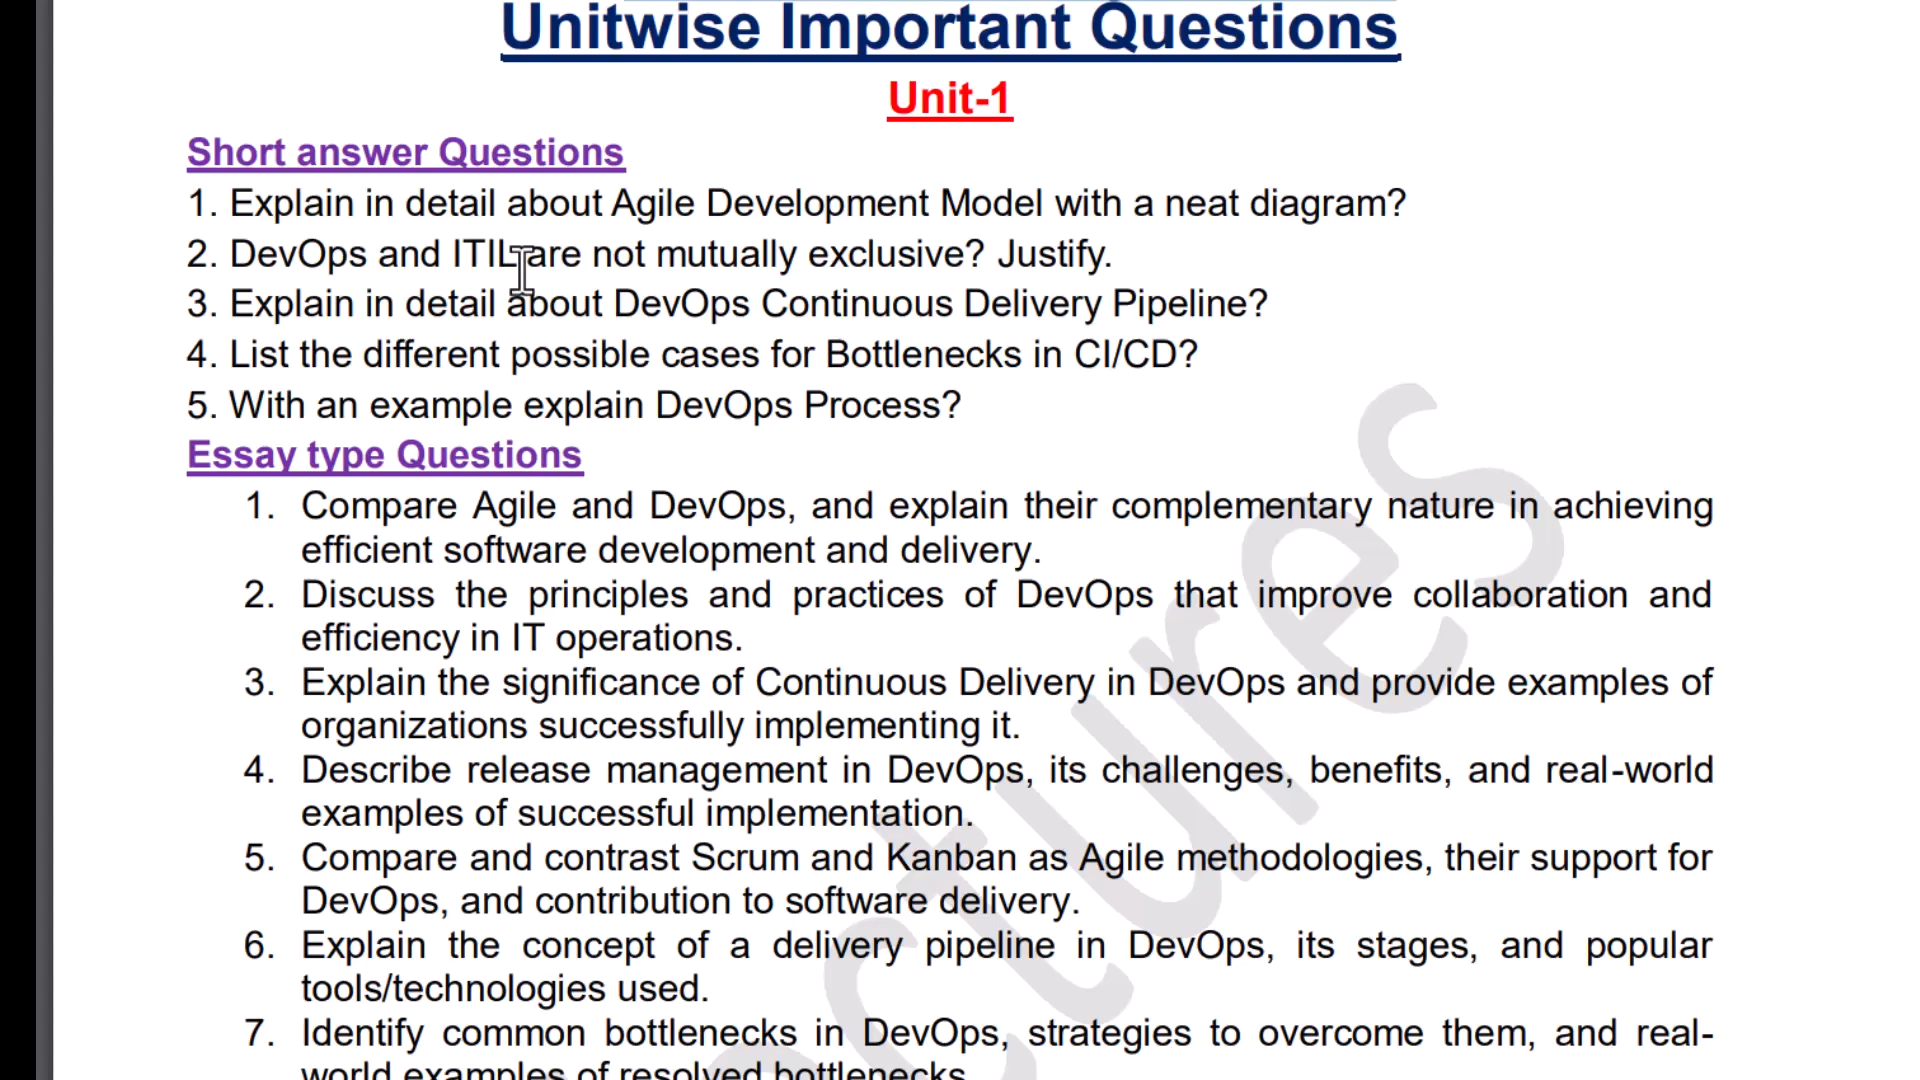 Unitwise Important Questions
Unit-1
Short answer Questions
1. Explain in detail about Agile Development Model with a neat diagram?
2. DevOps and ITIL are not mutually exclusive? Justify.
3. Explain in detail about DevOps Continuous Delivery Pipeline?
4. List the different possible cases for Bottlenecks in CI/CD?
5. With an example explain DevOps Process?
Essay type Questions
1. Compare Agile and DevOps, and explain their complementary nature in achieving
efficient software development and delivery.
2. Discuss the principles and practices of DevOps that improve collaboration and
efficiency in IT operations.
3. Explain the significance of Continuous Delivery in DevOps and provide examples of
organizations successfully implementing it.
4. Describe release management in DevOps, its challenges, benefits, and real-world
examples of successful implementation.
5. Compare and contrast Scrum and Kanban as Agile methodologies, their support for
DevOps, and contribution to software delivery.
6. Explain the concept of a delivery pipeline in DevOps, its stages, and popular
tools/technologies used.
7. Identify common bottlenecks in DevOps, strategies to overcome them, and real-
world examples of resolved bottlenecks.